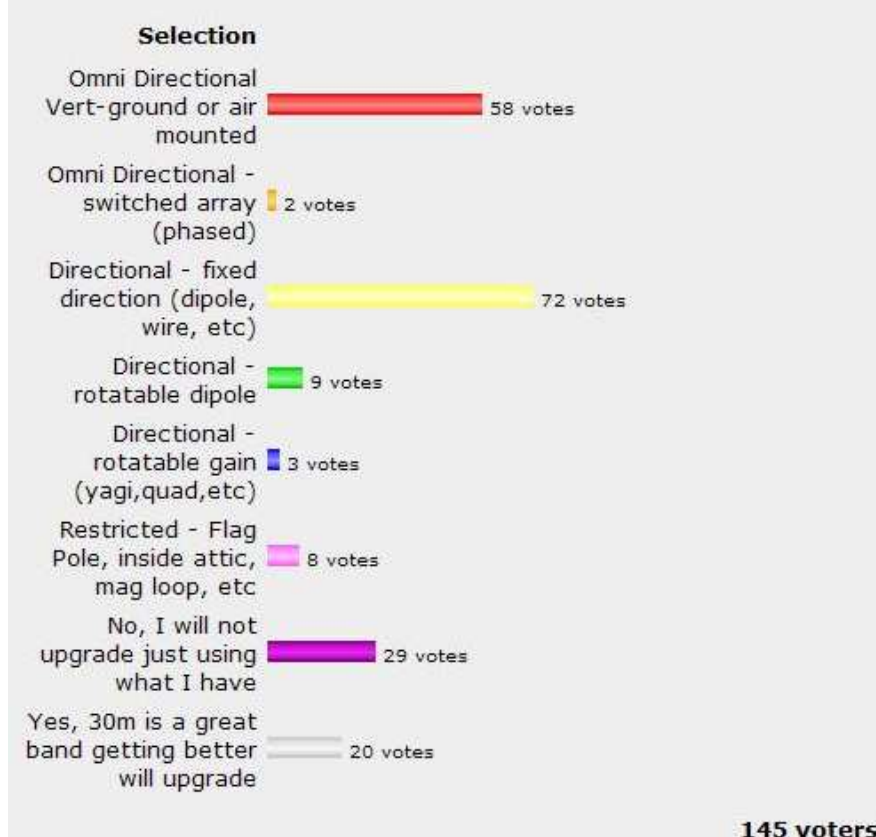 Selection
Omni Directional
Vert-ground or air
mounted
58 votes
Omni Directional -
switched array
(phased)
2 votes
Directional - fixed
direction (dipole,
wire, etc)
72 votes
Directional -
rotatable dipole
9 votes
Directional -
rotatable gain
(yagi,quad,etc)
3 votes
Restricted - Flag
Pole, inside attic,
mag loop, etc
8 votes
No, I will not
upgrade just using
what I have
29 votes
Yes, 30m is a great
band getting better
will upgrade
20 votes
145 voters